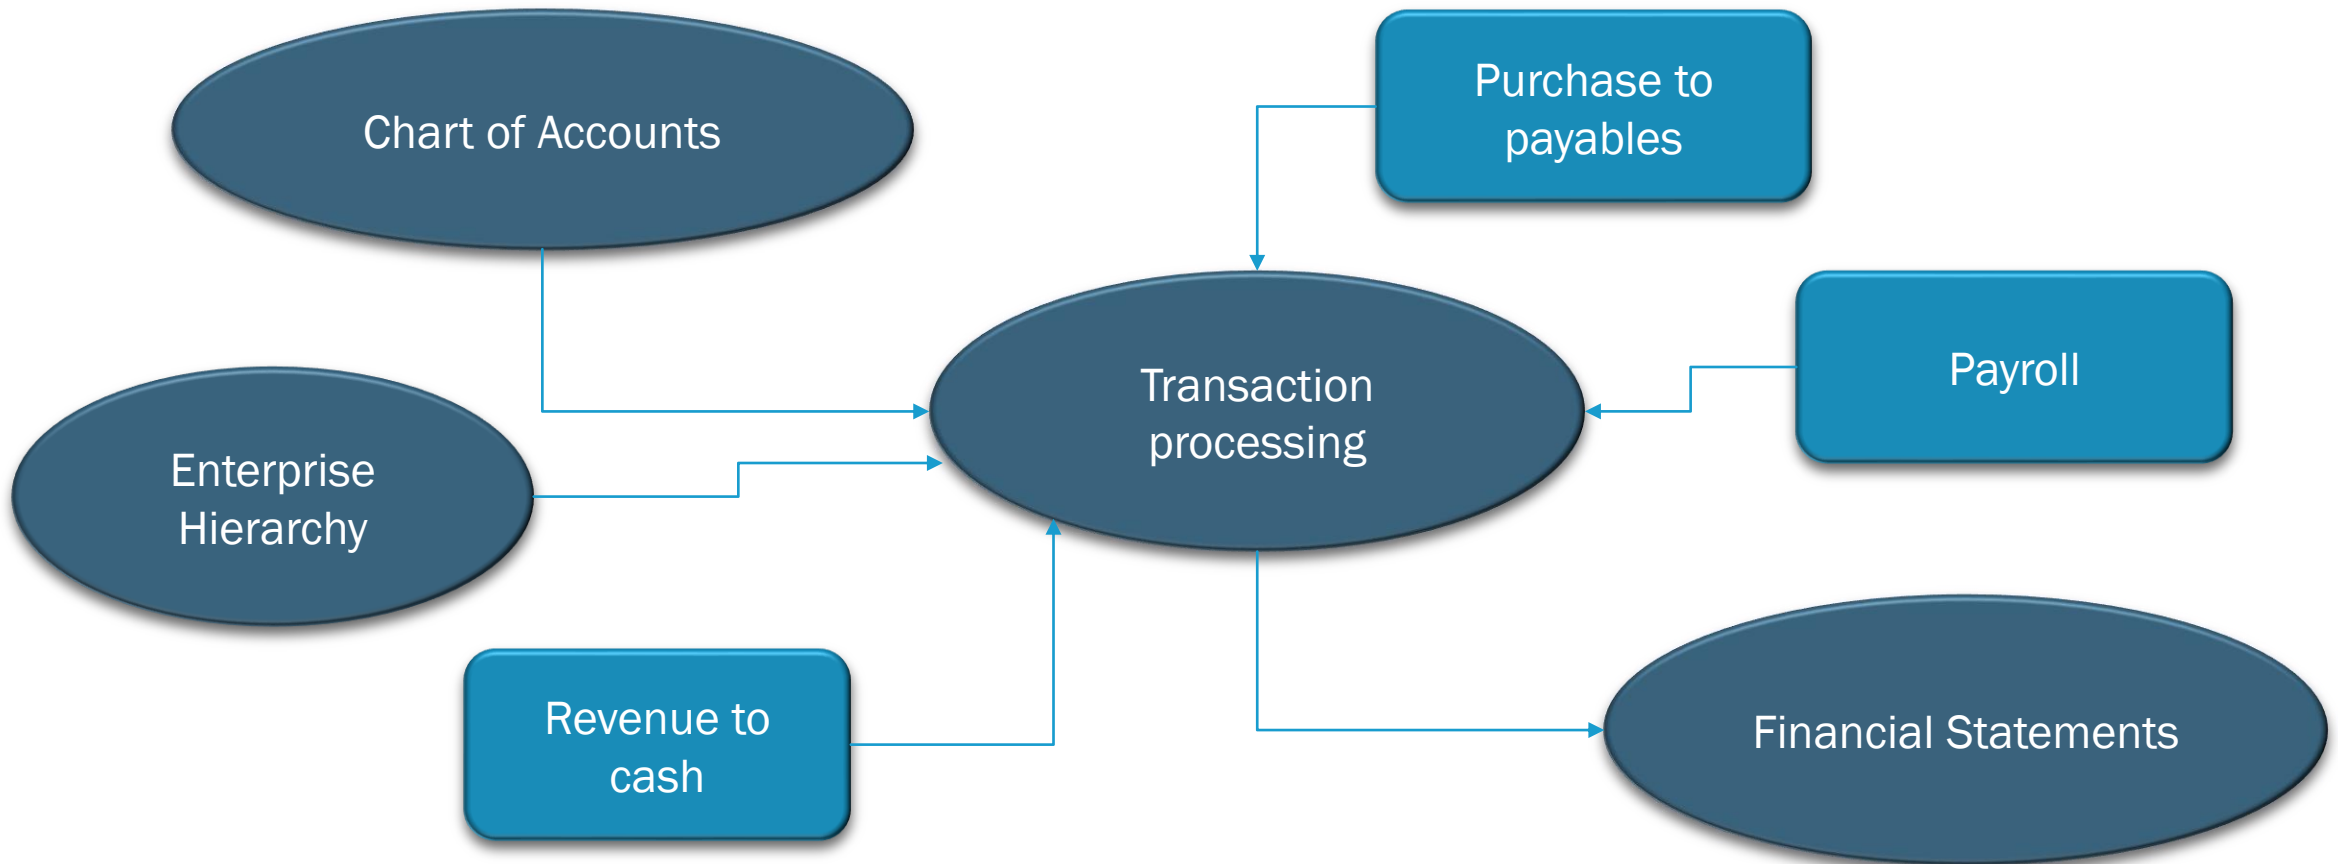 Chart of Accounts
Purchase to
payables
Transaction
processing
Payroll
Enterprise
Hierarchy
Revenue to
cash
Financial Statements